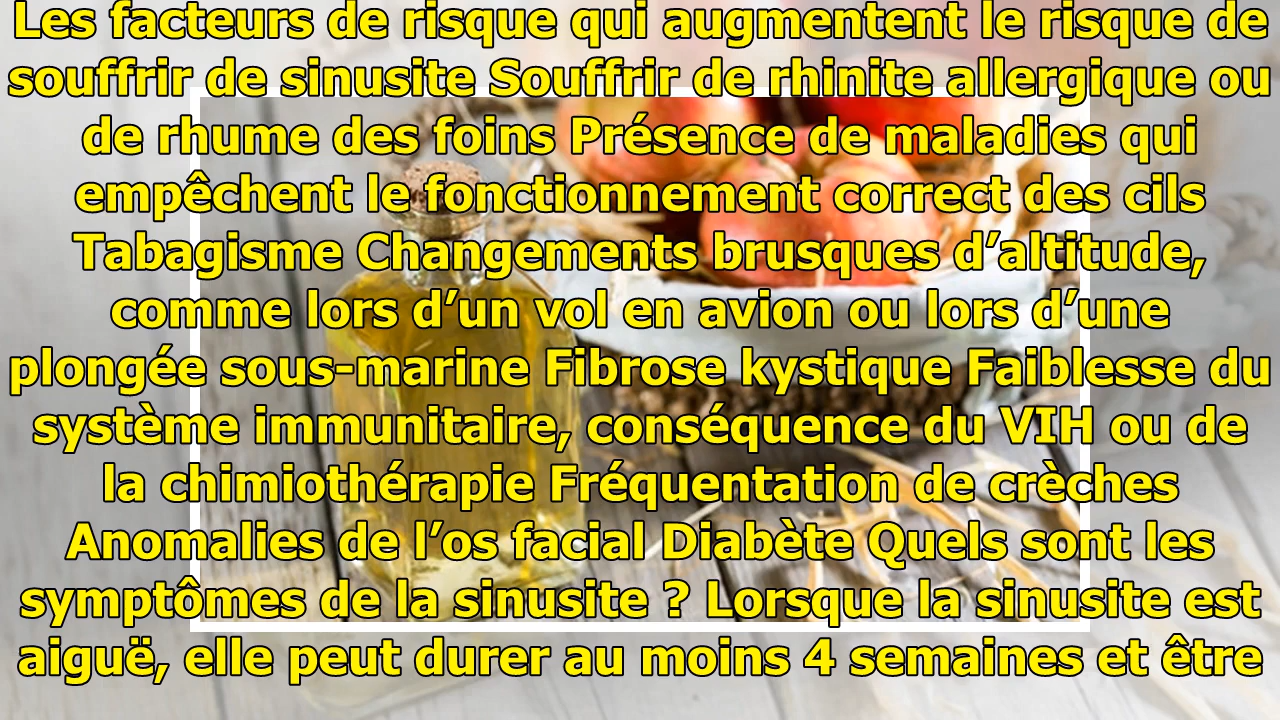 Les facteurs de risque qui augmentent le risque de
souffrir de sinusite Souffrir de rhinite allergique ou
de rhume des foins Présence de maladies qui
empêchent le fonctionnement correct des cils
Tabagisme Changements brusques d’altitude,
comme lors d’un vol en avion ou lors d’une
plongée sous-marine Fibrose kystique Faiblesse du
système immunitaire, conséquence du VIH ou de
la chimiothérapie Fréquentation de crèches
Anomalies de l’os facial Diabète Quels sont les
symptômes de la sinusite ? Lorsque la sinusite est
aiguë, elle peut durer au moins 4 semaines et être